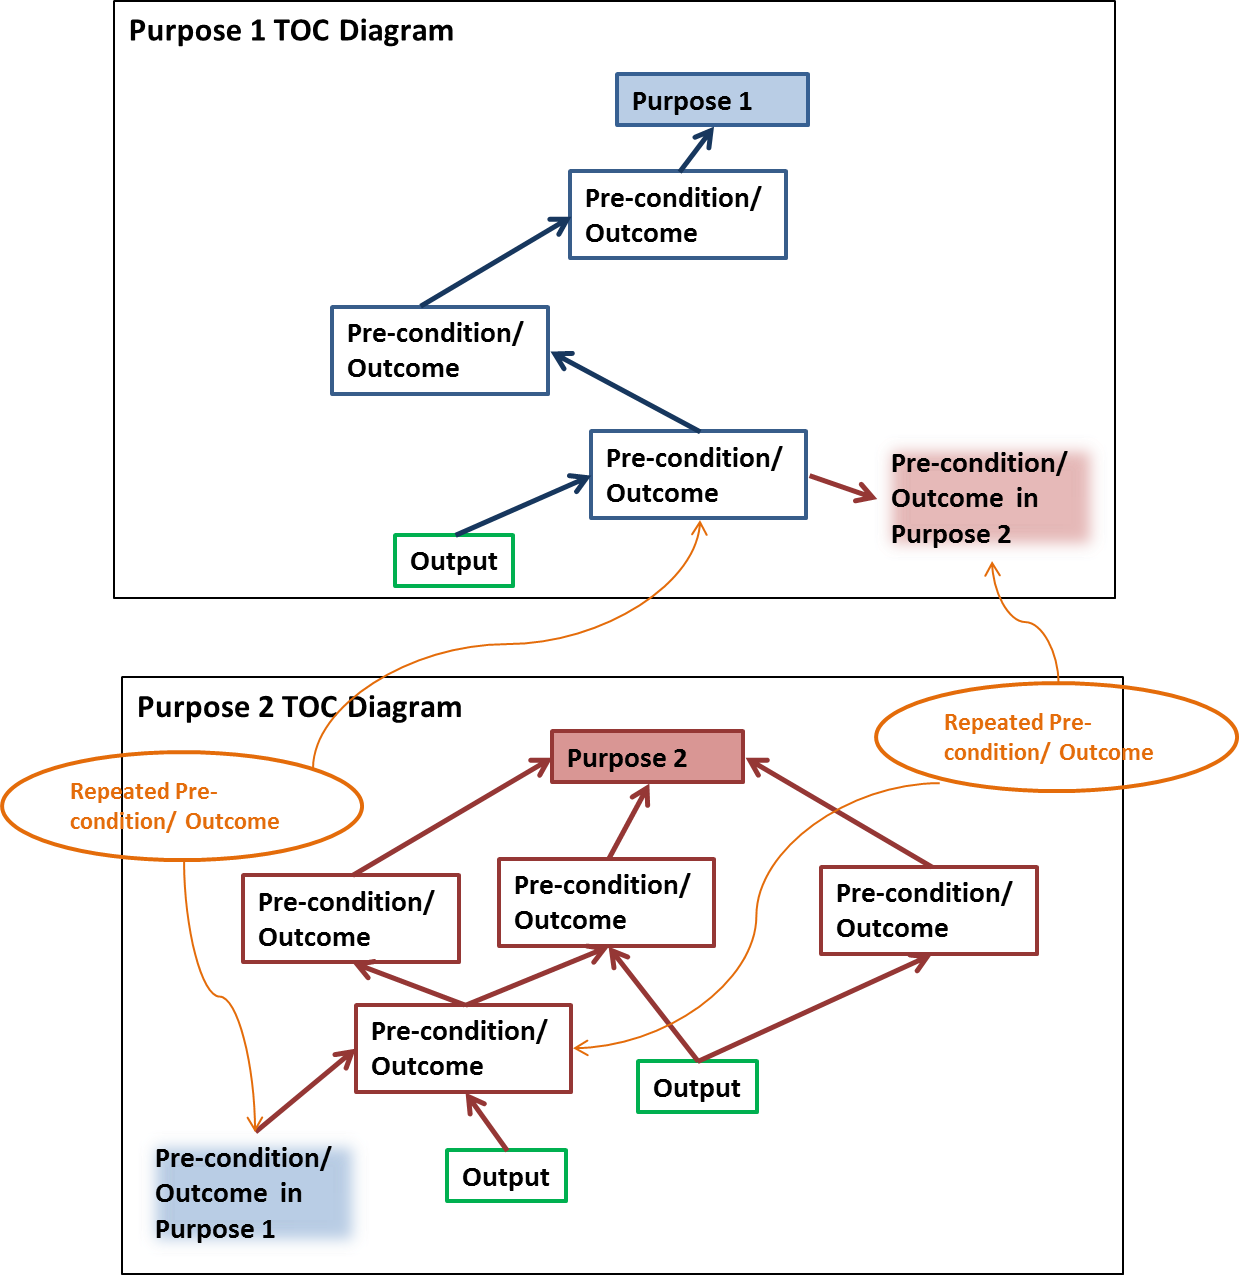 Purpose 1 TOC Diagram
Purpose 1
Pre-condition/
Outcome
Pre-condition/
Outcome
Pre-condition/
Outcome
Pre-condition/
Outcome in
Purpose 2
Output
Purpose 2 TOC Diagram
Repeated Pre-
condition/ Outcome
Purpose 2
Repeated Pre-
condition/ Outcome
Pre-condition/
Outcome
Pre-condition/
Outcome
Pre-condition/
Outcome
Pre-condition/
Outcome
Output
Pre-condition/
Outcome in
Purpose 1
Output